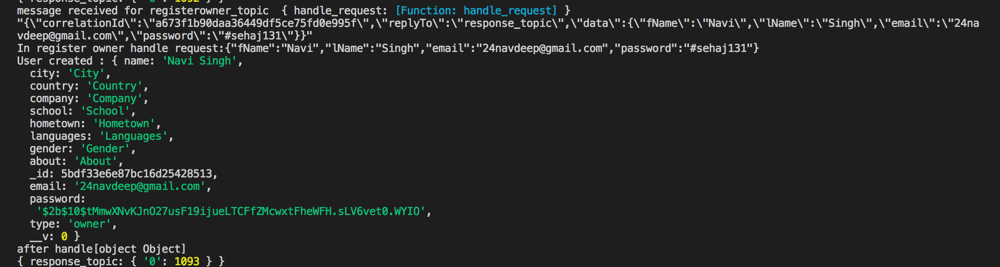 { response_topic: { '0': 1092 } }
message received for registerowner_topic  { handle_request: [Function: handle_request] }
"{\"correlationId\":\"a673f1b90daa36449df5ce75fd0e995f\",\"replyTo\":\"response_topic\",\"data\":{\"fName\":\"Navi\",\"lName\":\"Singh\",\"email\":\"24na
vdeep@gmail.com\",\"password\":\"#sehaj131\"}}"
In register owner handle request:{"fName":"Navi","lName":"Singh","email":"24navdeep@gmail.com","password":"#sehaj131"}
User created : { name: 'Navi Singh',
  city: 'City',
  country: 'Country',
  company: 'Company',
  school: 'School',
  hometown: 'Hometown',
  languages: 'Languages',
  gender: 'Gender',
  about: 'About',
  _id: 5bdf33e6e87bc16d25428513,
  email: '24navdeep@gmail.com',
  password:
   '$2b$10$tMmwXNvKJnO27usF19ijueLTCFfZMcwxtFheWFH.sLV6vet0.WYIO',
  type: 'owner',
  __v: 0 }
after handle[object Object]
{ response_topic: { '0': 1093 } }